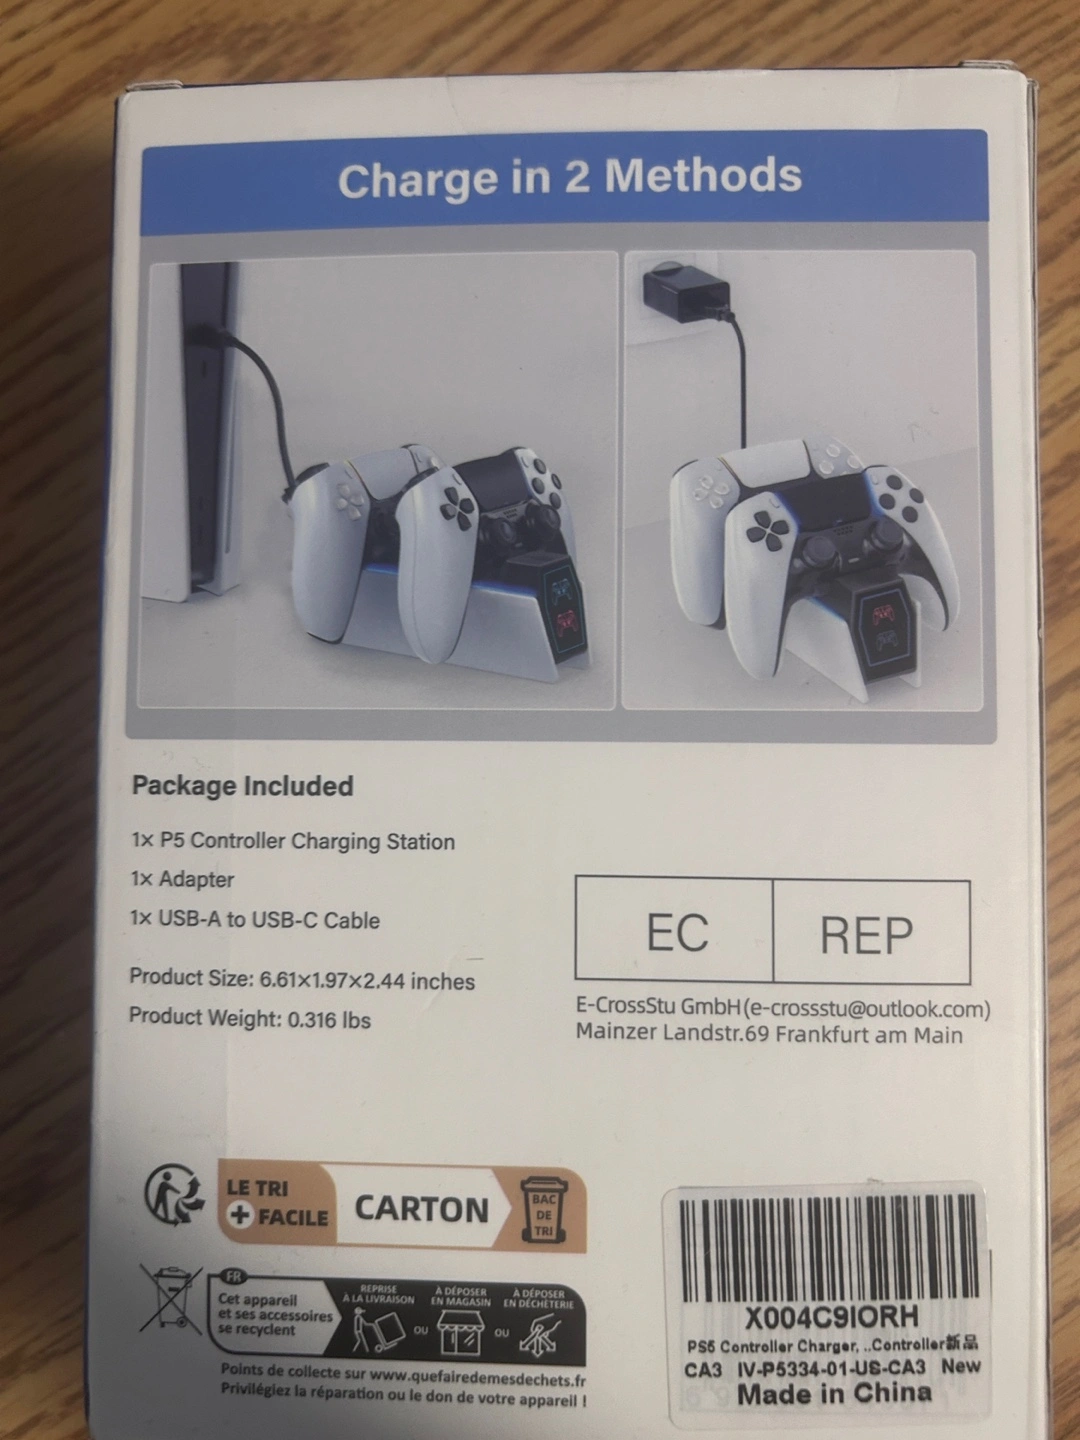 Charge in 2 Methods
Package Included
1x P5 Controller Charging Station
1x Adapter
1x USB-A to USB-C Cable
Product Size: 6.61×1.97×2.44 inches
Product Weight: 0.316 lbs
EC REP
E-CrossStu GmbH(e-crossstu@outlook.com)
Mainzer Landstr.69 Frankfurt am Main
LE TRI
+ FACILE
CARTON
BAC
DE
TRI
FR
Cet appareil
et ses accessoires
se recyclent
REPRISE
À LA LIVRAISON
OU
À DÉPOSER
EN MAGASIN
OU
À DÉPOSER
EN DÉCHÈTERIE
Points de collecte sur www.quefairedemesdechets.fr
Privilégiez la réparation ou le don de votre appareil !
X004C9IORH
PS5 Controller Charger, ..Controller新品
CA3 IV-P5334-01-US-CA3 New
Made in China